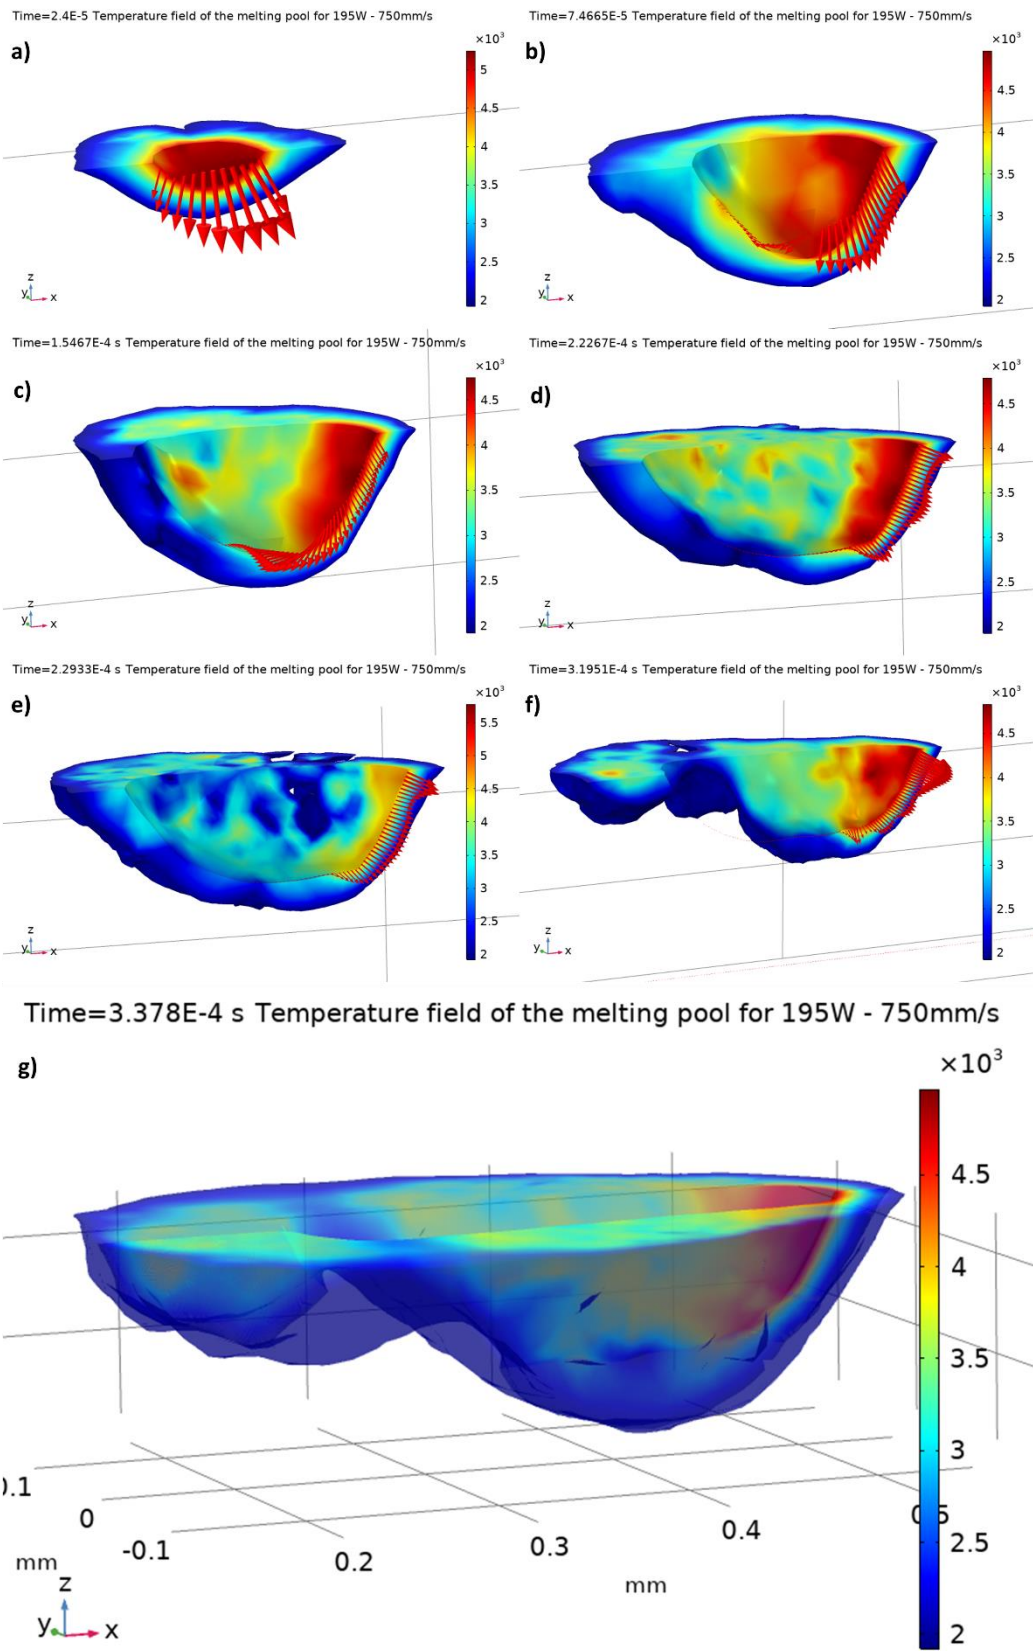 Time=2.4E-5 Temperature field of the melting pool for 195W - 750mm/s
a)
×10³
5
4.5
4
3.5
3
2.5
2
z
y x
Time=7.4665E-5 Temperature field of the melting pool for 195W - 750mm/s
b)
×10³
4.5
4
3.5
3
2.5
2
z
y x
Time=1.5467E-4 s Temperature field of the melting pool for 195W - 750mm/s
c)
×10³
4.5
4
3.5
3
2.5
2
z
y x
Time=2.2267E-4 s Temperature field of the melting pool for 195W - 750mm/s
d)
×10³
4.5
4
3.5
3
2.5
2
z
y x
Time=2.2933E-4 s Temperature field of the melting pool for 195W - 750mm/s
e)
×10³
5.5
5
4.5
4
3.5
3
2.5
2
z
y x
Time=3.1951E-4 s Temperature field of the melting pool for 195W - 750mm/s
f)
×10³
4.5
4
3.5
3
2.5
2
z
y x
Time=3.378E-4 s Temperature field of the melting pool for 195W - 750mm/s
g)
×10³
4.5
4
3.5
3
2.5
2
0
-0.1
mm
0.2
0.3
0.4
mm
z
y x